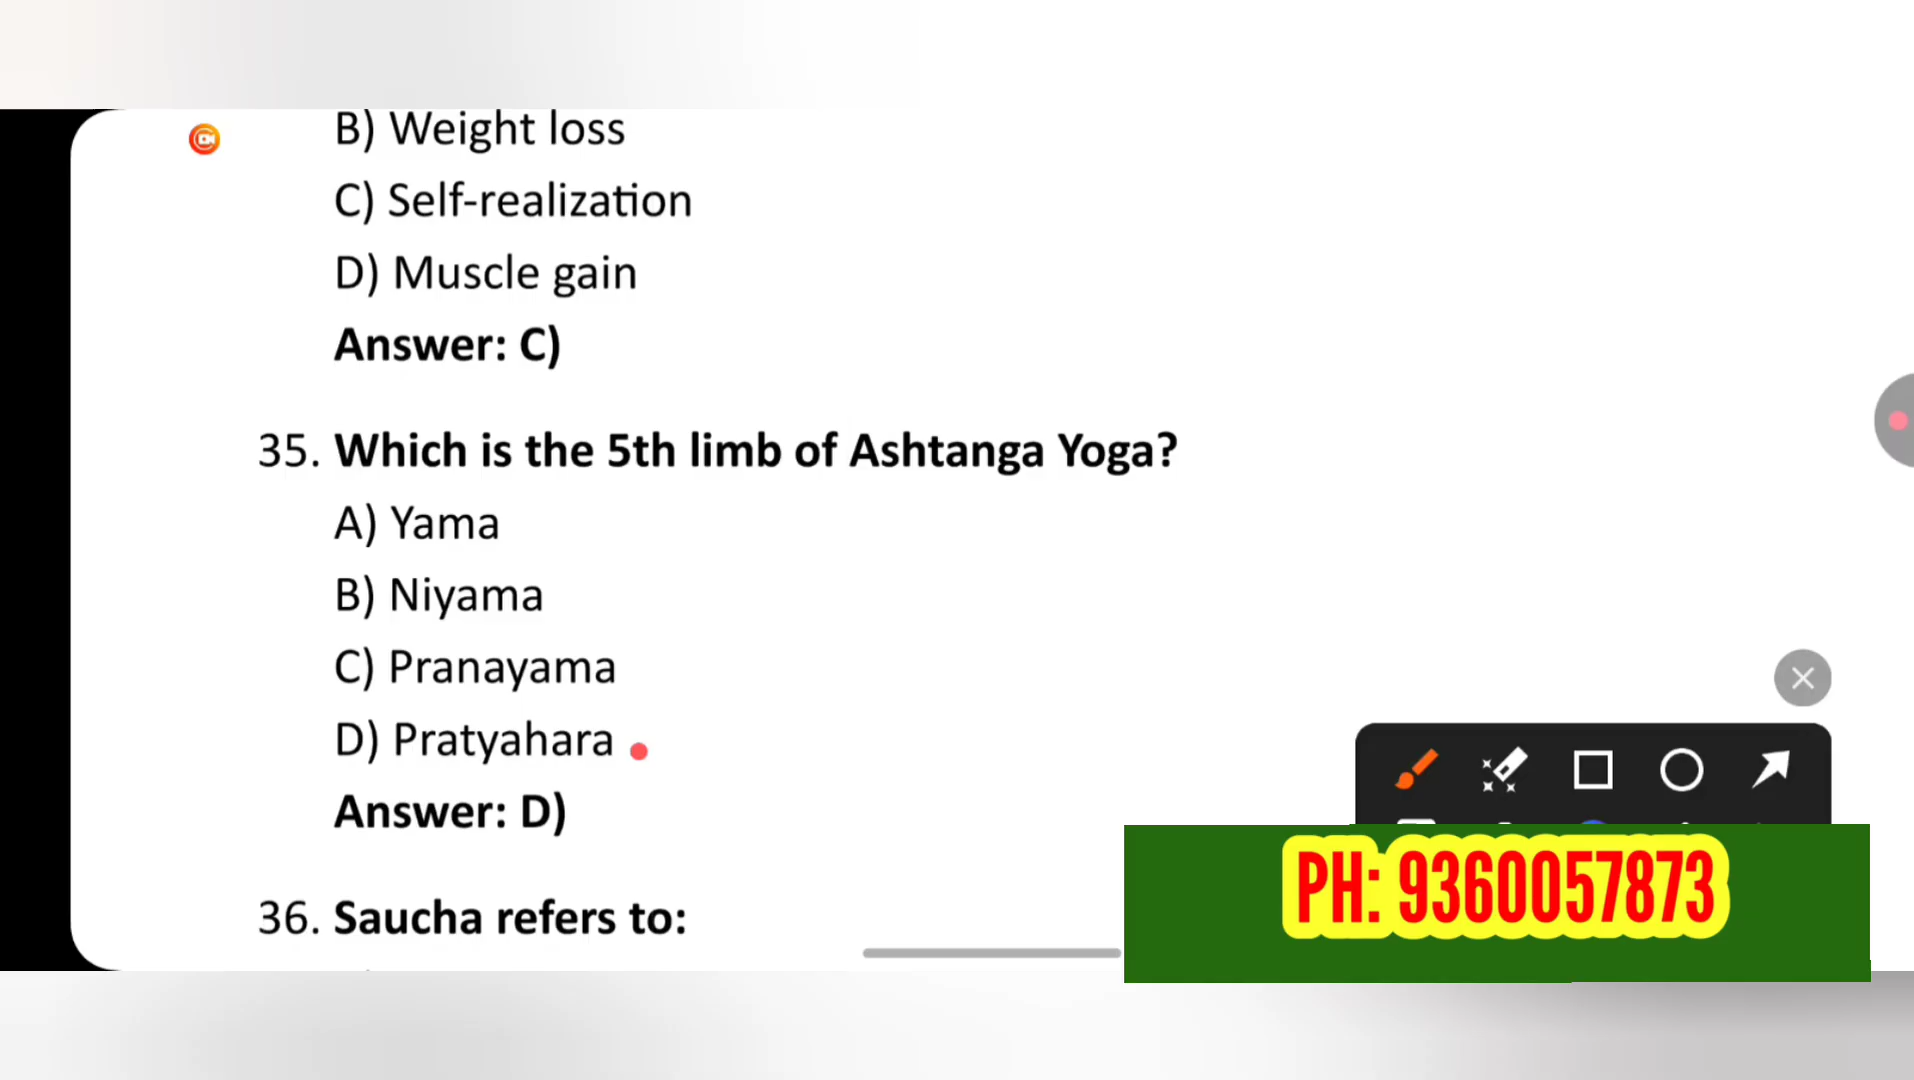 B) Weight loss
C) Self-realization
D) Muscle gain
Answer: C)
35. Which is the 5th limb of Ashtanga Yoga?
A) Yama
B) Niyama
C) Pranayama
D) Pratyahara
Answer: D)
36. Saucha refers to:
PH: 9360057873